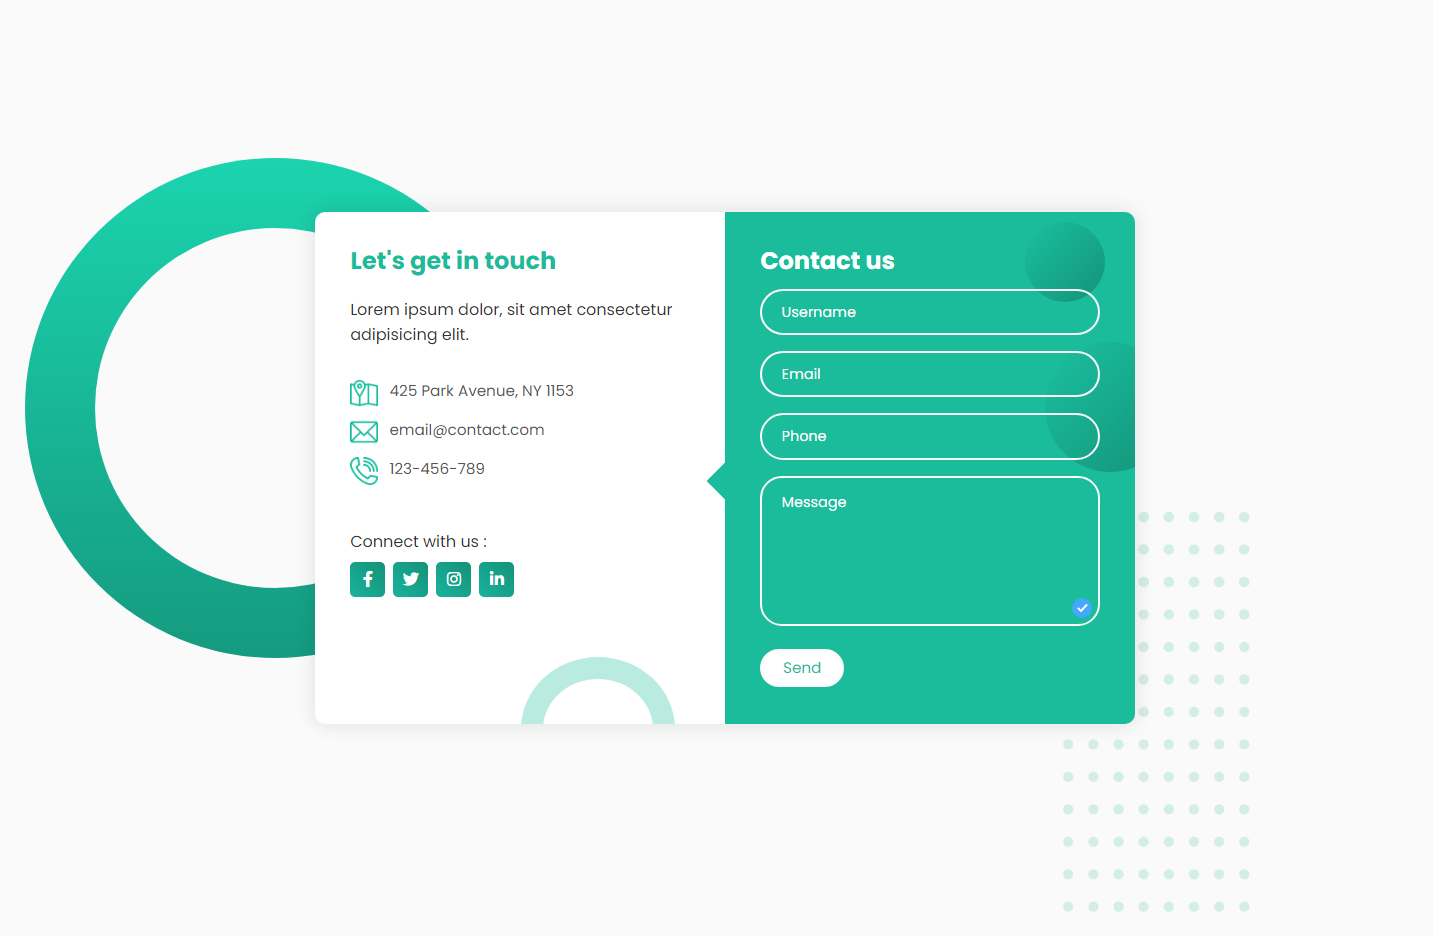 Let's get in touch
Lorem ipsum dolor, sit amet consectetur
adipisicing elit.
425 Park Avenue, NY 1153
email@contact.com
123-456-789
Connect with us :
Contact us
Username
Email
Phone
Message
Send